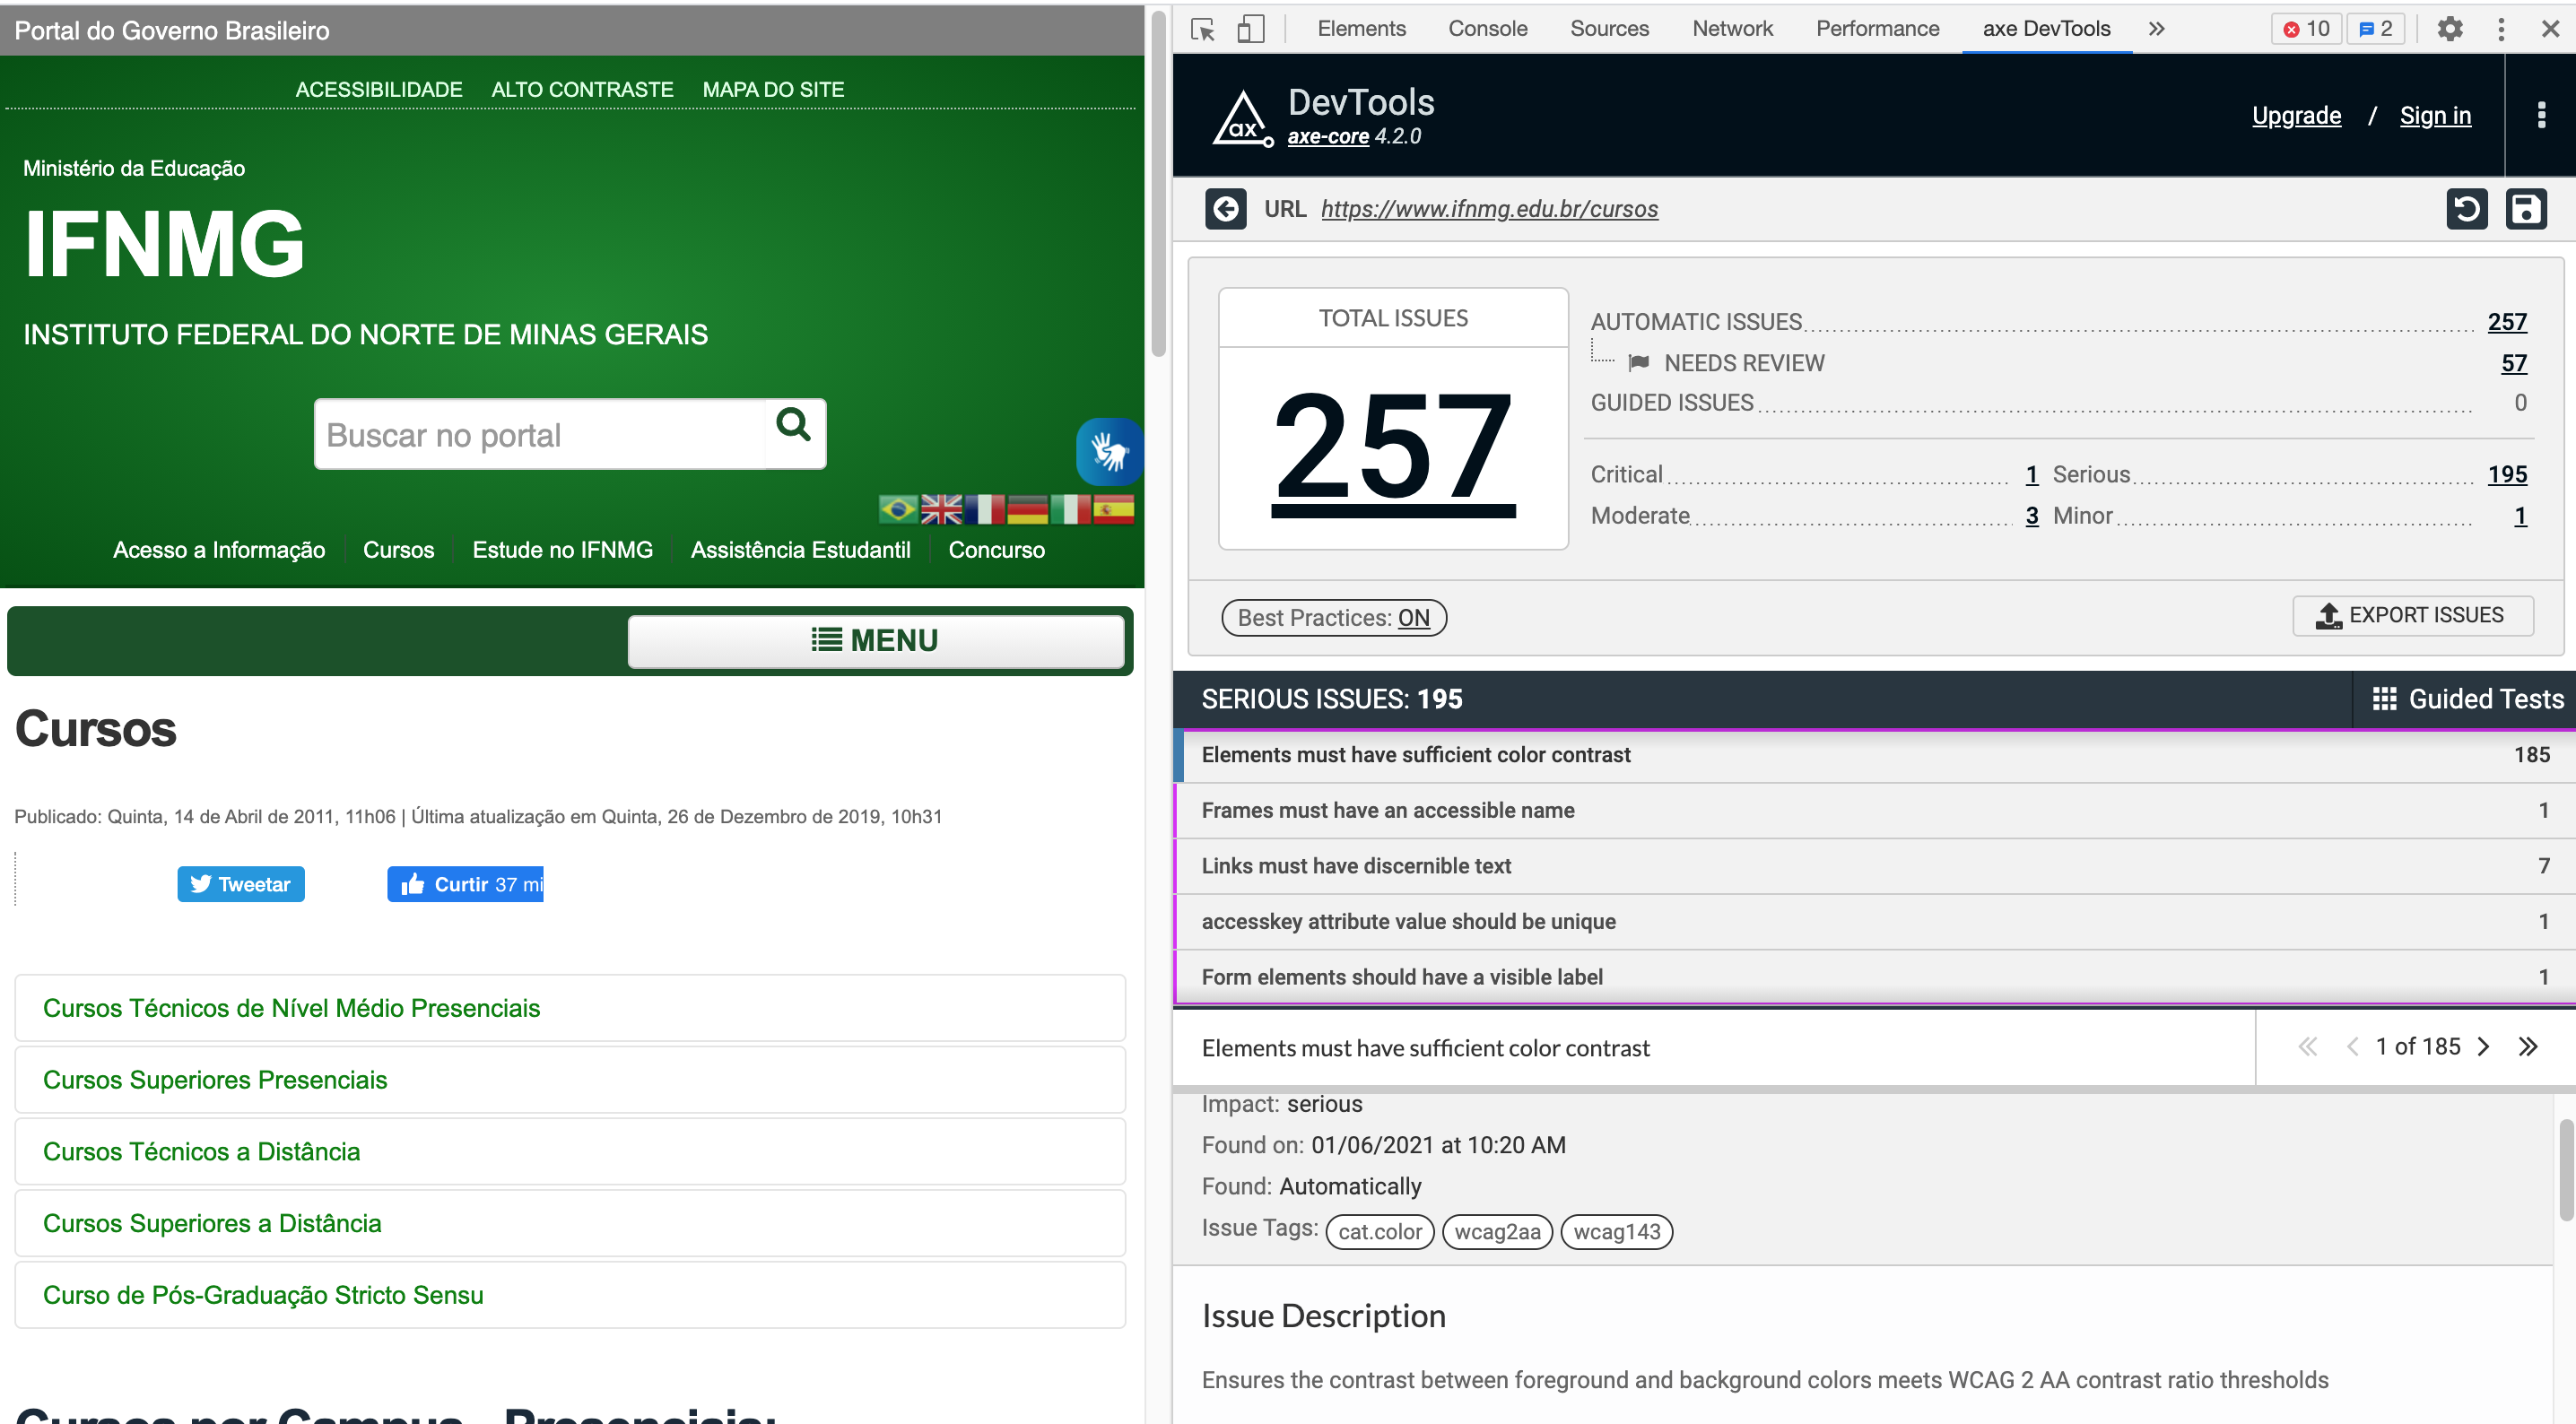 Portal do Governo Brasileiro
ACESSIBILIDADE ALTO CONTRASTE MAPA DO SITE
Ministério da Educação
IFNMG
INSTITUTO FEDERAL DO NORTE DE MINAS GERAIS
Buscar no portal
Acesso a Informação Cursos Estude no IFNMG Assistência Estudantil Concurso
MENU
Cursos
Publicado: Quinta, 14 de Abril de 2011, 11h06 | Última atualização em Quinta, 26 de Dezembro de 2019, 10h31
Tweetar Curtir 37 mi
Cursos Técnicos de Nível Médio Presenciais
Cursos Superiores Presenciais
Cursos Técnicos a Distância
Cursos Superiores a Distância
Curso de Pós-Graduação Stricto Sensu
Cursos por Campus - Presenciais:
Elements Console Sources Network Performance axe DevTools 10 2
DevTools
axe-core 4.2.0
Upgrade / Sign in
ax
URL https://www.ifnmg.edu.br/cursos
TOTAL ISSUES
257
AUTOMATIC ISSUES 257
NEEDS REVIEW 57
GUIDED ISSUES 0
Critical 1 Serious 195
Moderate 3 Minor 1
Best Practices: ON
EXPORT ISSUES
SERIOUS ISSUES: 195
Guided Tests
Elements must have sufficient color contrast 185
Frames must have an accessible name 1
Links must have discernible text 7
accesskey attribute value should be unique 1
Form elements should have a visible label 1
Elements must have sufficient color contrast
1 of 185
Impact: serious
Found on: 01/06/2021 at 10:20 AM
Found: Automatically
Issue Tags: cat.color wcag2aa wcag143
Issue Description
Ensures the contrast between foreground and background colors meets WCAG 2 AA contrast ratio thresholds